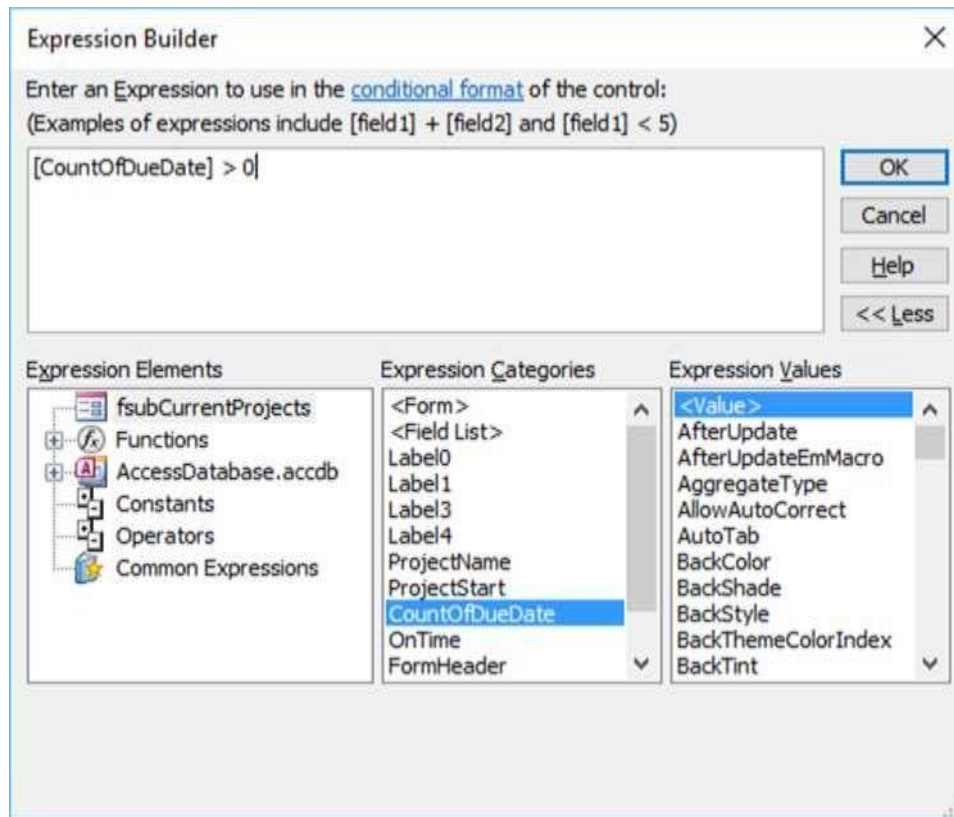 Expression Builder
Enter an Expression to use in the conditional format of the control:
(Examples of expressions include [field1] + [field2] and [field1] < 5)
[CountOfDueDate] > 0
OK
Cancel
Help
<< Less
Expression Elements
fsubCurrentProjects
Functions
AccessDatabase.accdb
Constants
Operators
Common Expressions
Expression Categories
<Form>
<Field List>
Label0
Label1
Label3
Label4
ProjectName
ProjectStart
CountOfDueDate
OnTime
FormHeader
Expression Values
<Value>
AfterUpdate
AfterUpdateEmMacro
AggregateType
AllowAutoCorrect
AutoTab
BackColor
BackShade
BackStyle
BackThemeColorIndex
BackTint